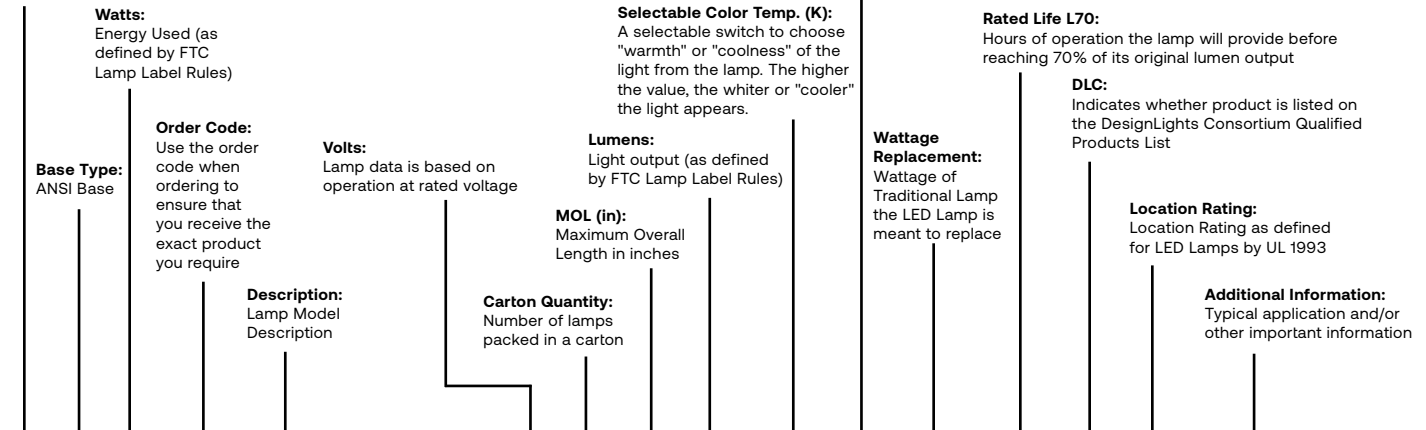 Watts:
Energy Used (as
defined by FTC
Lamp Label Rules)
Base Type:
ANSI Base
Order Code:
Use the order
code when
ordering to
ensure that
you receive the
exact product
you require
Description:
Lamp Model
Description
Volts:
Lamp data is based on
operation at rated voltage
Carton Quantity:
Number of lamps
packed in a carton
MOL (in):
Maximum Overall
Length in inches
Lumens:
Light output (as defined
by FTC Lamp Label Rules)
Selectable Color Temp. (K):
A selectable switch to choose
"warmth" or "coolness" of the
light from the lamp. The higher
the value, the whiter or "cooler"
the light appears.
Wattage
Replacement:
Wattage of
Traditional Lamp
the LED Lamp is
meant to replace
Rated Life L70:
Hours of operation the lamp will provide before
reaching 70% of its original lumen output
DLC:
Indicates whether product is listed on
the DesignLights Consortium Qualified
Products List
Location Rating:
Location Rating as defined
for LED Lamps by UL 1993
Additional Information:
Typical application and/or
other important information